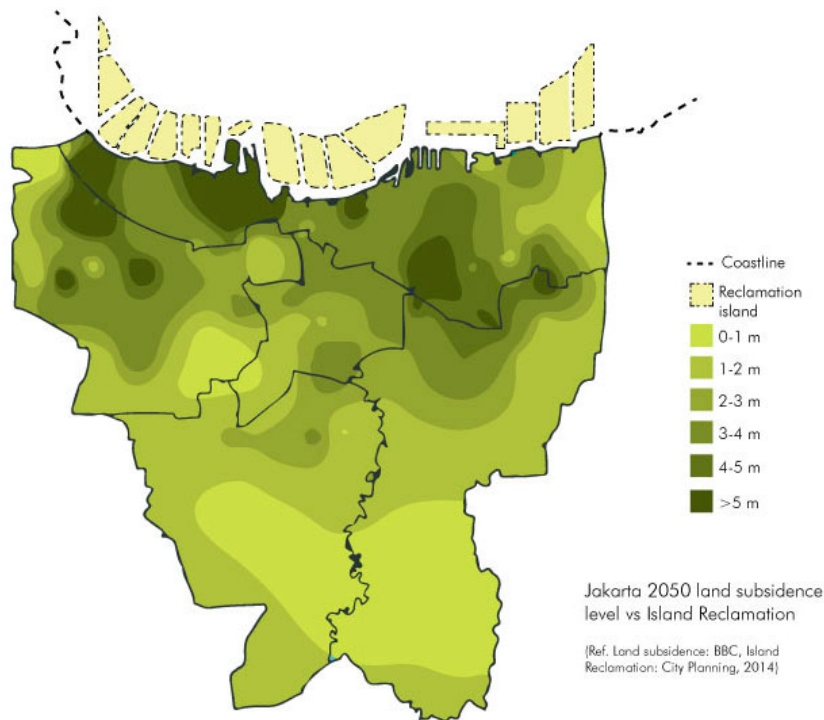 Coastline
Reclamation
island
0-1 m
1-2 m
2-3 m
3-4 m
4-5 m
>5 m
Jakarta 2050 land subsidence
level vs Island Reclamation
(Ref. Land subsidence: BBC, Island
Reclamation: City Planning, 2014)